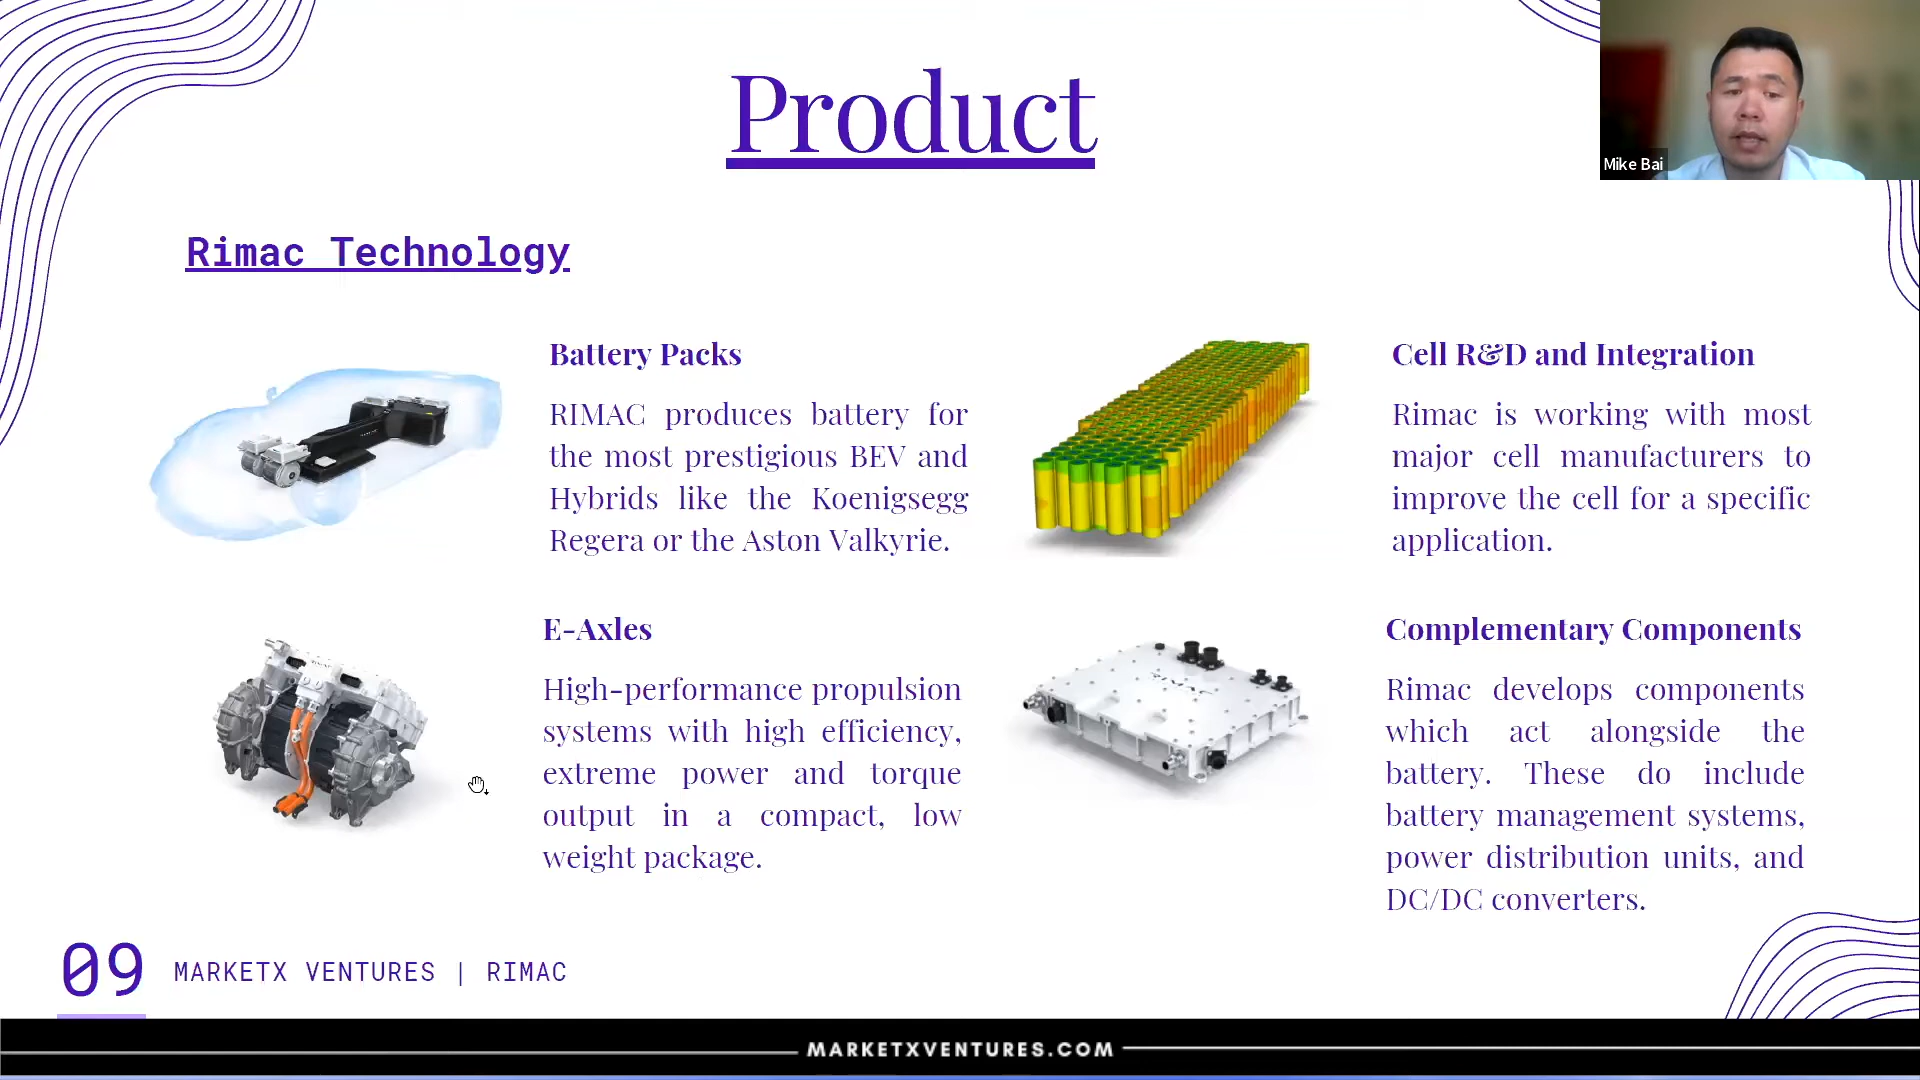 Product
Mike Bai
Rimac Technology
Battery Packs
RIMAC produces battery for
the most prestigious BEV and
Hybrids like the Koenigsegg
Regera or the Aston Valkyrie.
Cell R&D and Integration
Rimac is working with most
major cell manufacturers to
improve the cell for a specific
application.
E-Axles
High-performance propulsion
systems with high efficiency,
extreme power and torque
output in a compact, low
weight package.
RIMAC
Complementary Components
Rimac develops components
which act alongside the
battery. These do include
battery management systems,
power distribution units, and
DC/DC converters.
09 MARKETX VENTURES | RIMAC
MARKETXVENTURES.COM